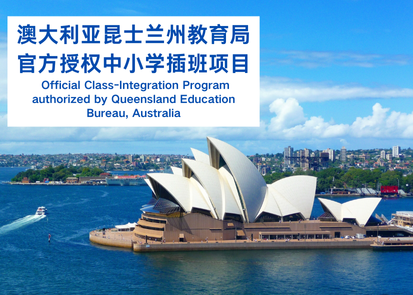 澳大利亚昆士兰州教育局
官方授权中小学插班项目
Official Class-Integration Program
authorized by Queensland Education
Bureau, Australia